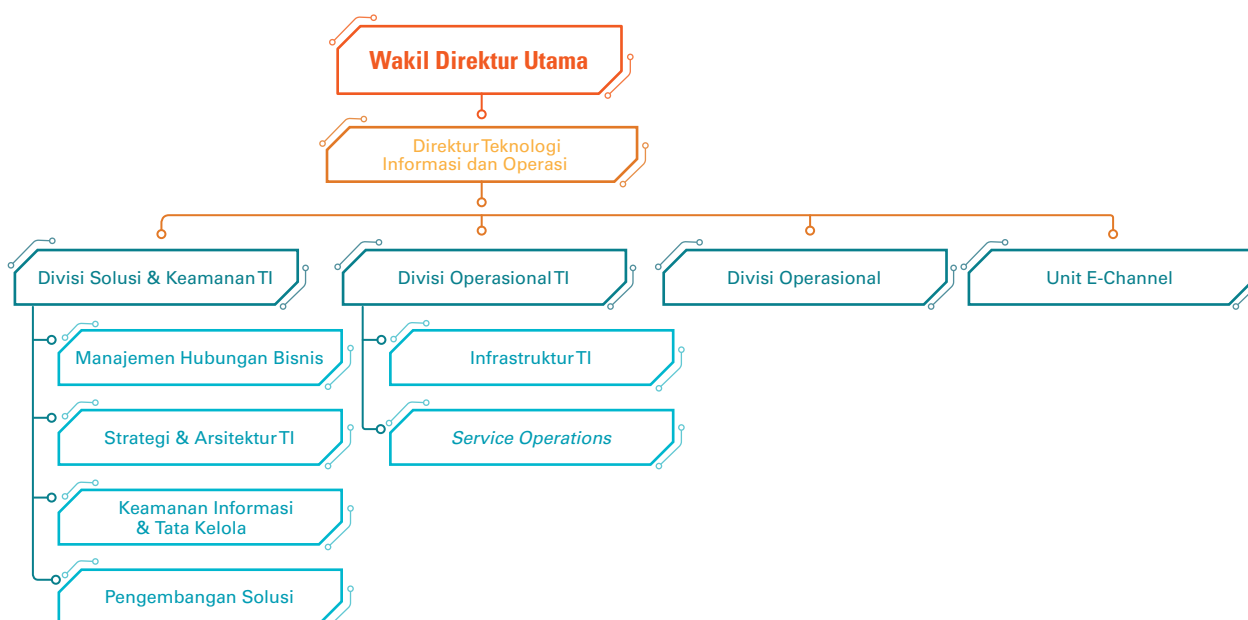 Wakil Direktur Utama
Direktur Teknologi
Informasi dan Operasi
Divisi Solusi & Keamanan TI
Divisi Operasional TI
Divisi Operasional
Unit E-Channel
Manajemen Hubungan Bisnis
Infrastruktur TI
Strategi & Arsitektur TI
Service Operations
Keamanan Informasi
& Tata Kelola
Pengembangan Solusi